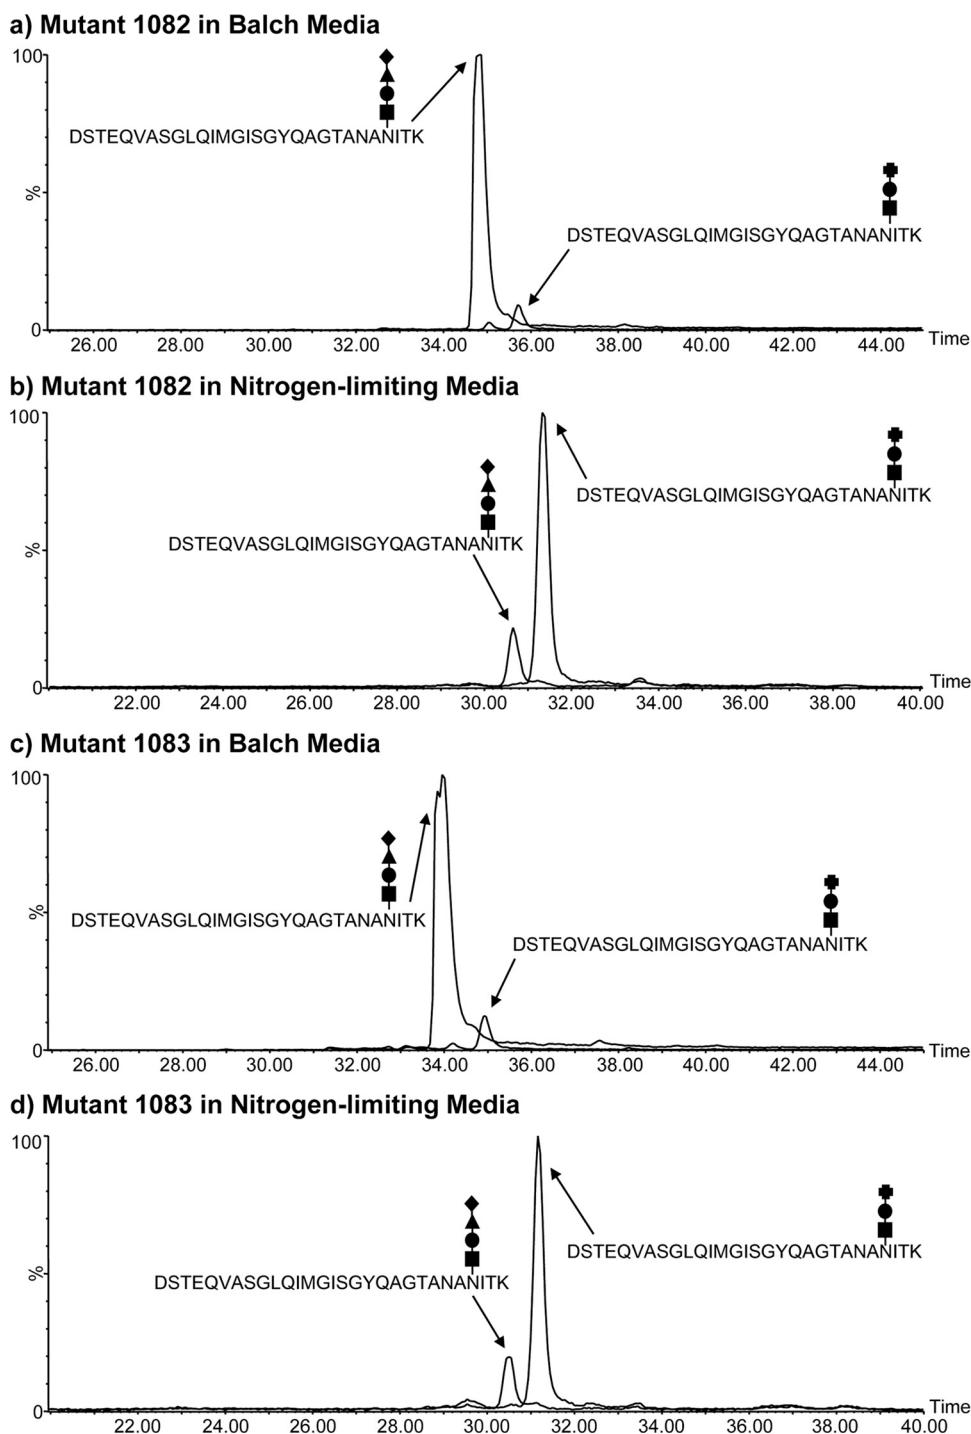 a) Mutant 1082 in Balch Media
100
DSTEQVASGLQIMGISGYQAGTANANITK
%
DSTEQVASGLQIMGISGYQAGTANANITK
0
26.00 28.00 30.00 32.00 34.00 36.00 38.00 40.00 42.00 44.00 Time
b) Mutant 1082 in Nitrogen-limiting Media
100
DSTEQVASGLQIMGISGYQAGTANANITK
DSTEQVASGLQIMGISGYQAGTANANITK
%
0
22.00 24.00 26.00 28.00 30.00 32.00 34.00 36.00 38.00 40.00 Time
c) Mutant 1083 in Balch Media
100
%
DSTEQVASGLQIMGISGYQAGTANANITK
DSTEQVASGLQIMGISGYQAGTANANITK
0
26.00 28.00 30.00 32.00 34.00 36.00 38.00 40.00 42.00 44.00 Time
d) Mutant 1083 in Nitrogen-limiting Media
100
DSTEQVASGLQIMGISGYQAGTANANITK
%
DSTEQVASGLQIMGISGYQAGTANANITK
0
22.00 24.00 26.00 28.00 30.00 32.00 34.00 36.00 38.00 40.00 Time